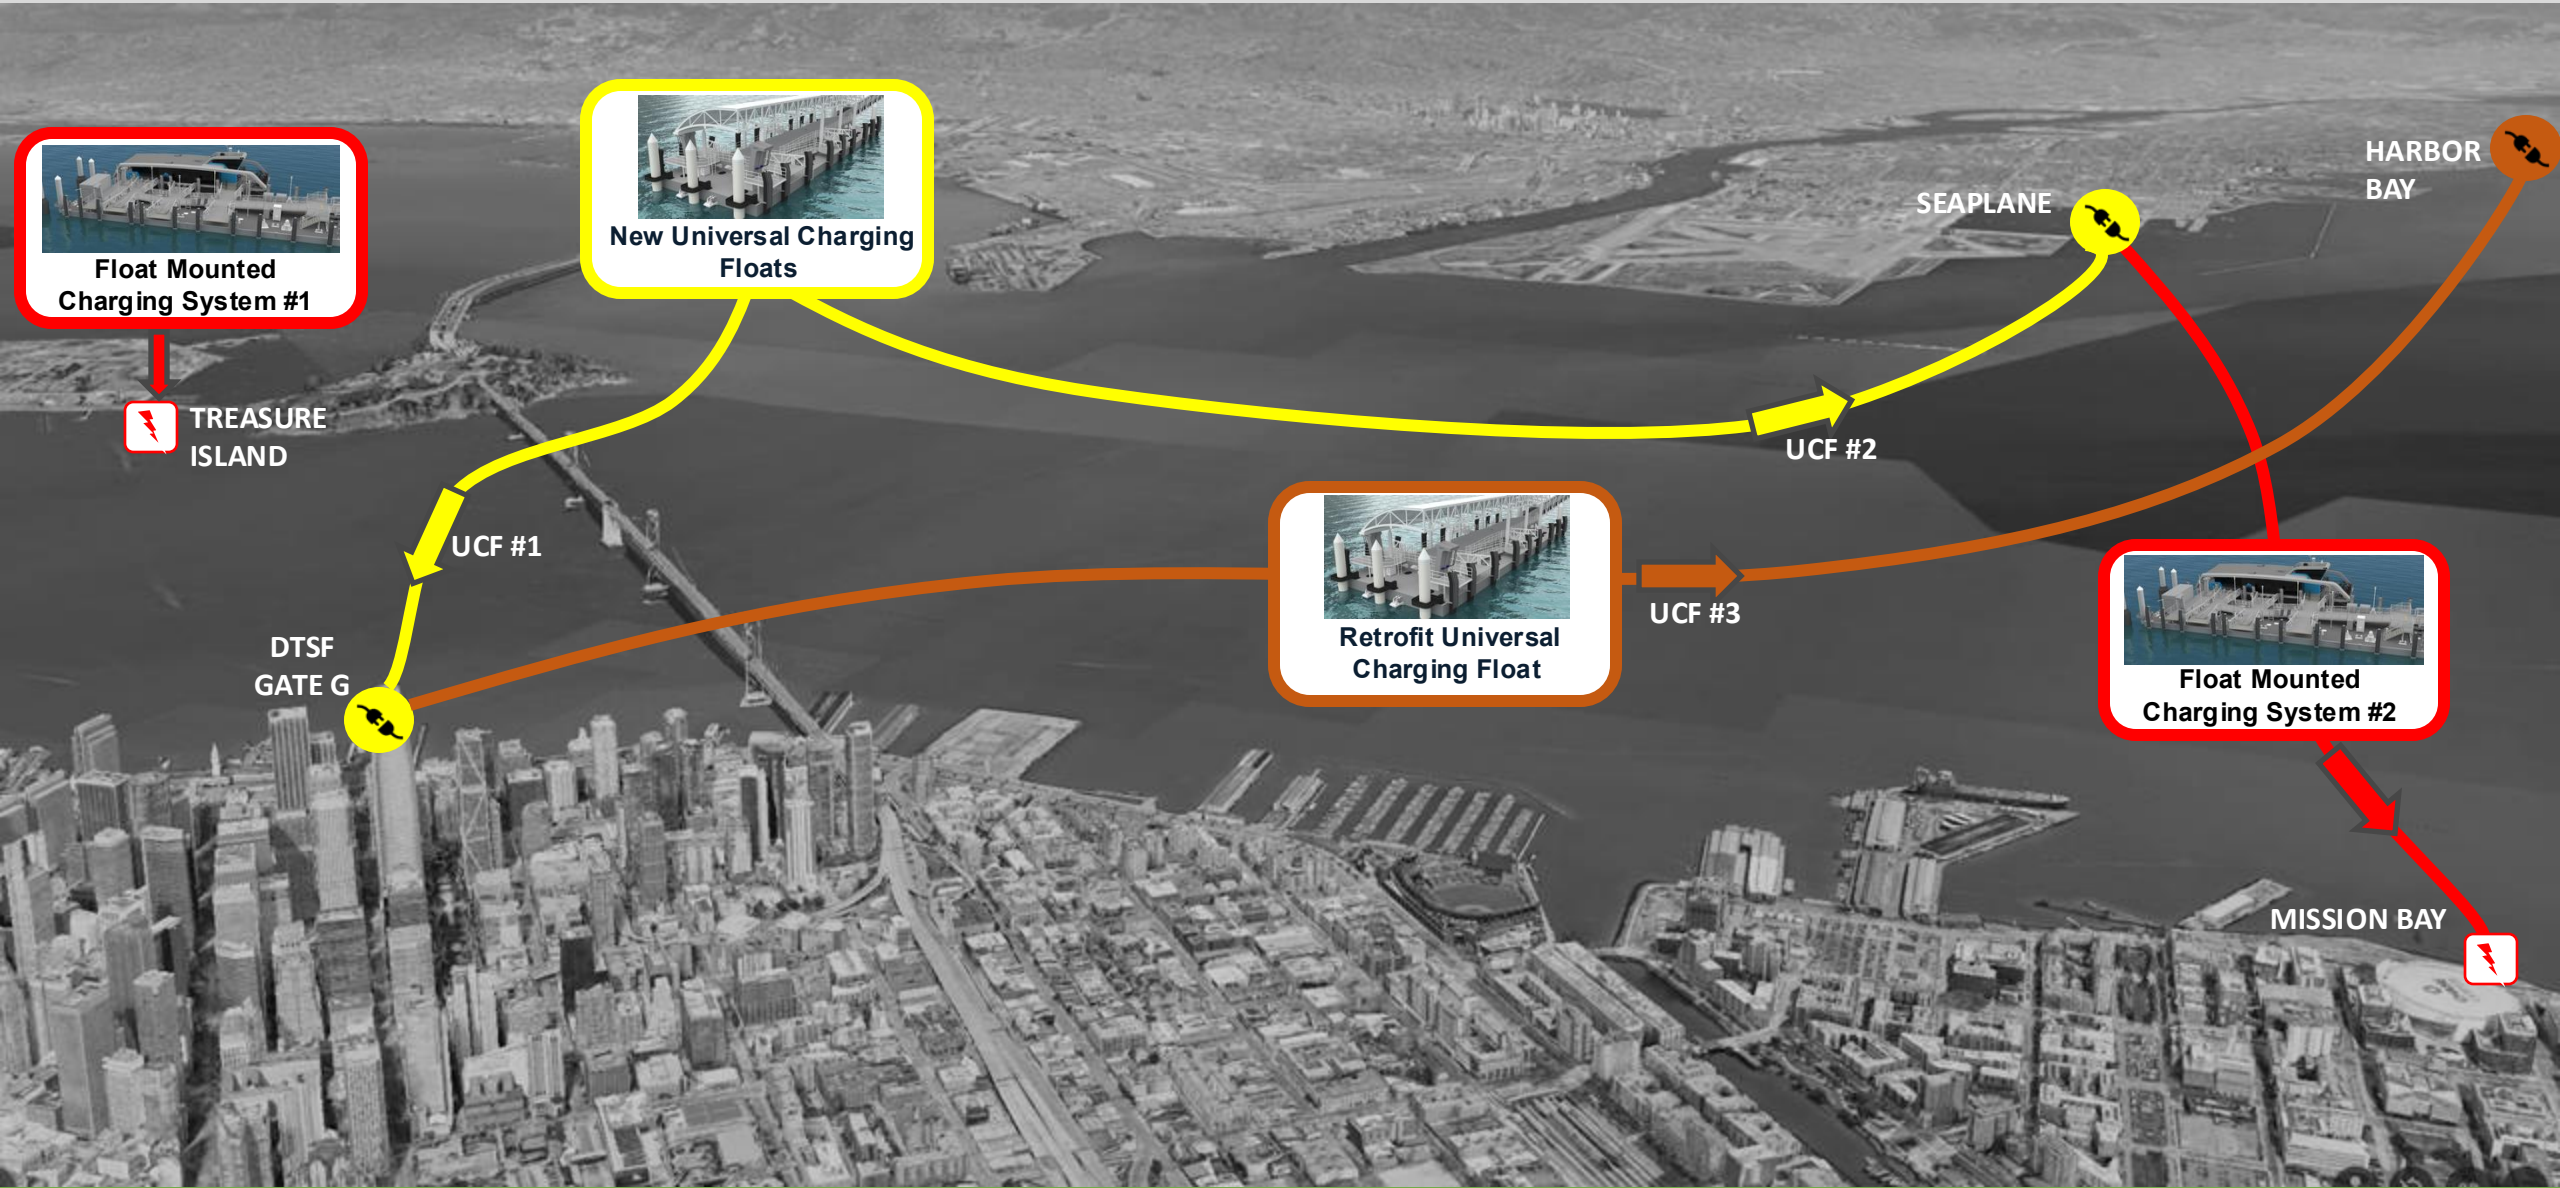 Float Mounted
Charging System #1
TREASURE
ISLAND
New Universal Charging
Floats
UCF #1
DTSF
GATE G
UCF #2
SEAPLANE
HARBOR
BAY
Retrofit Universal
Charging Float
UCF #3
Float Mounted
Charging System #2
MISSION BAY